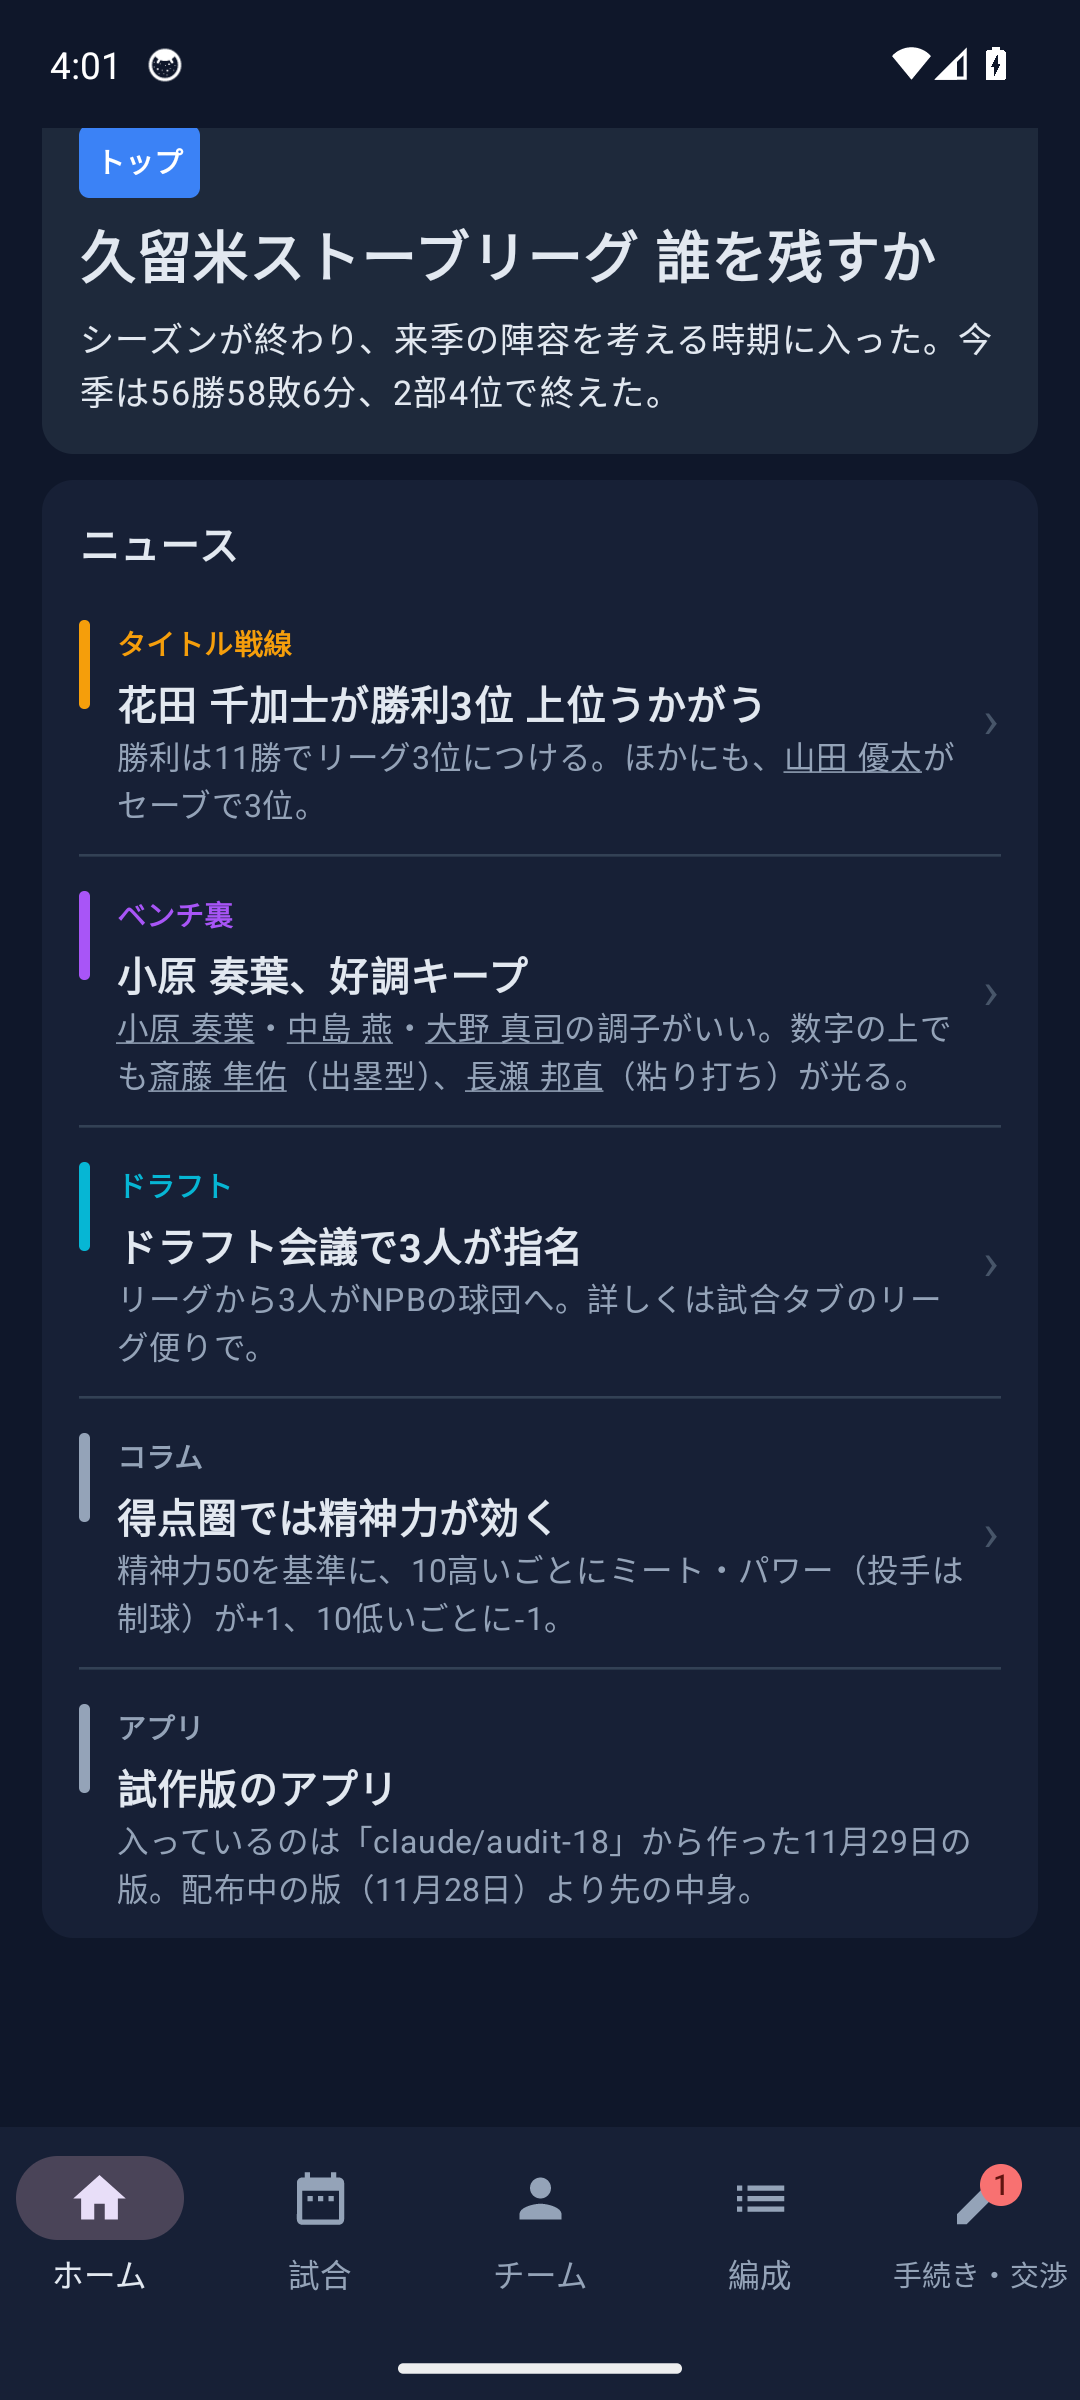 4:01
トップ
久留米ストーブリーグ 誰を残すか
シーズンが終わり、来季の陣容を考える時期に入った。今
季は56勝58敗6分、2部4位で終えた。
ニュース
タイトル戦線
花田 千加士が勝利3位 上位うかがう
勝利は11勝でリーグ3位につける。ほかにも、山田 優太が
セーブで3位。
ベンチ裏
小原 奏葉、好調キープ
小原 奏葉・中島 燕・大野 真司の調子がいい。数字の上で
も斎藤 隼佑（出塁型）、長瀬 邦直（粘り打ち）が光る。
ドラフト
ドラフト会議で3人が指名
リーグから3人がNPBの球団へ。詳しくは試合タブのリー
グ便りで。
コラム
得点圏では精神力が効く
精神力50を基準に、10高いごとにミート・パワー（投手は
制球）が+1、10低いごとに-1。
アプリ
試作版のアプリ
入っているのは「claude/audit-18」から作った11月29日の
版。配布中の版（11月28日）より先の中身。
1
ホーム
試合
チーム
編成
手続き・交渉